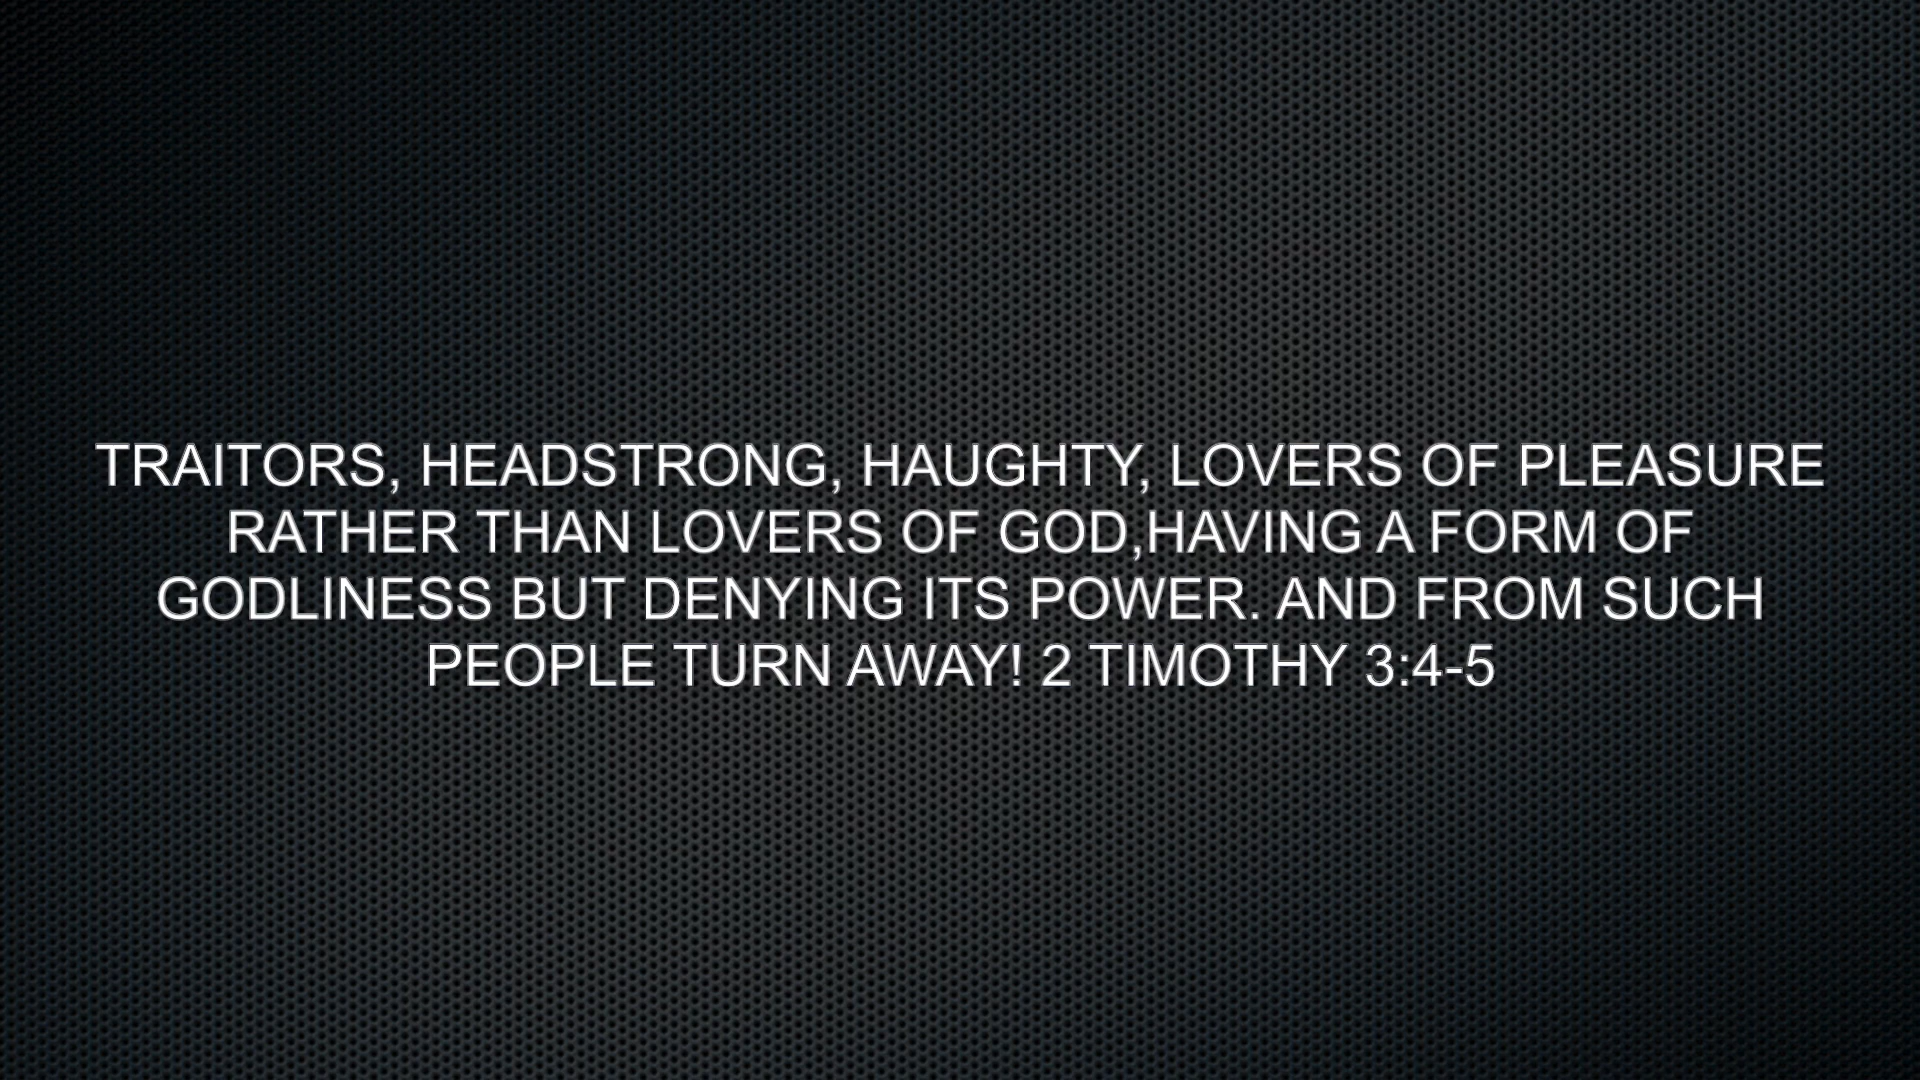 TRAITORS, HEADSTRONG, HAUGHTY, LOVERS OF PLEASURE
RATHER THAN LOVERS OF GOD,HAVING A FORM OF
GODLINESS BUT DENYING ITS POWER. AND FROM SUCH
PEOPLE TURN AWAY! 2 TIMOTHY 3:4-5